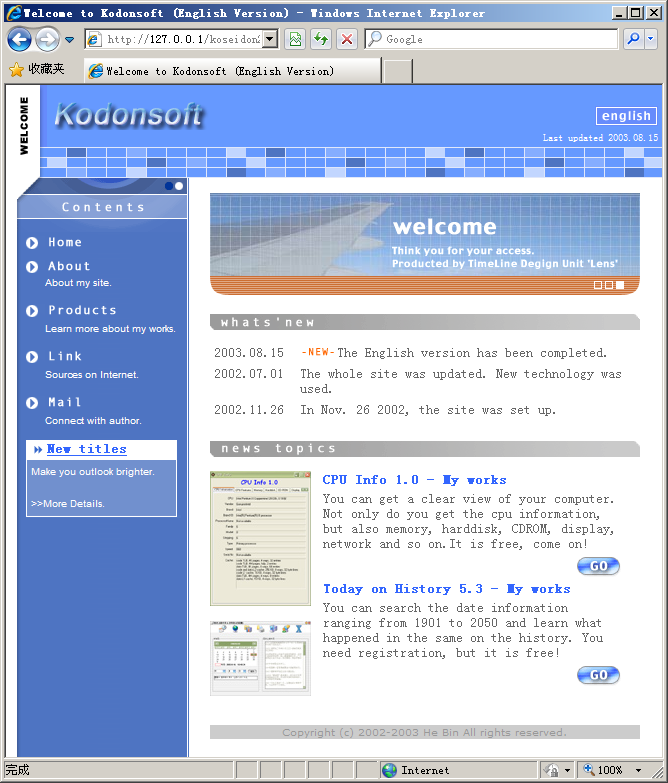 Welcome to Kodonsoft (English Version) - Windows Internet Explorer
http://127.0.0.1/koseidon2
Google
收藏夹
Welcome to Kodonsoft (English Version)
WELCOME
Kodonsoft
english
Last updated 2003.08.15
Contents
Home
About
About my site.
Products
Learn more about my works.
Link
Sources on Internet.
Mail
Connect with author.
New titles
Make you outlook brighter.
>>More Details.
welcome
Think you for your access.
Producted by TimeLine Degign Unit 'Lens'
whats'new
2003.08.15 -NEW-The English version has been completed.
2002.07.01 The whole site was updated. New technology was
used.
2002.11.26 In Nov. 26 2002, the site was set up.
news topics
CPU Info 1.0
CPU Info 1.0 - My works
You can get a clear view of your computer.
Not only do you get the cpu information,
but also memory, harddisk, CDROM, display,
network and so on.It is free, come on!
GO
Today on History 5.3 - My works
You can search the date information
ranging from 1901 to 2050 and learn what
happened in the same on the history. You
need registration, but it is free!
GO
Copyright (c) 2002-2003 He Bin All rights reserved.
完成
Internet
100%